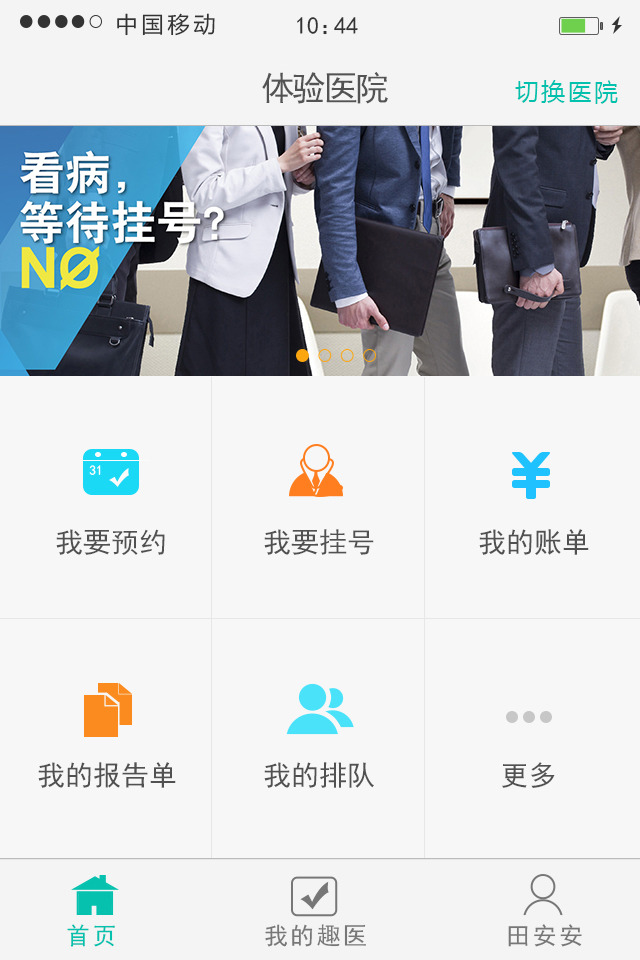 中国移动 10:44
体验医院 切换医院
看病，
等待挂号?
NO
31
我要预约 我要挂号 我的账单
我的报告单 我的排队 更多
首页 我的趣医 田安安